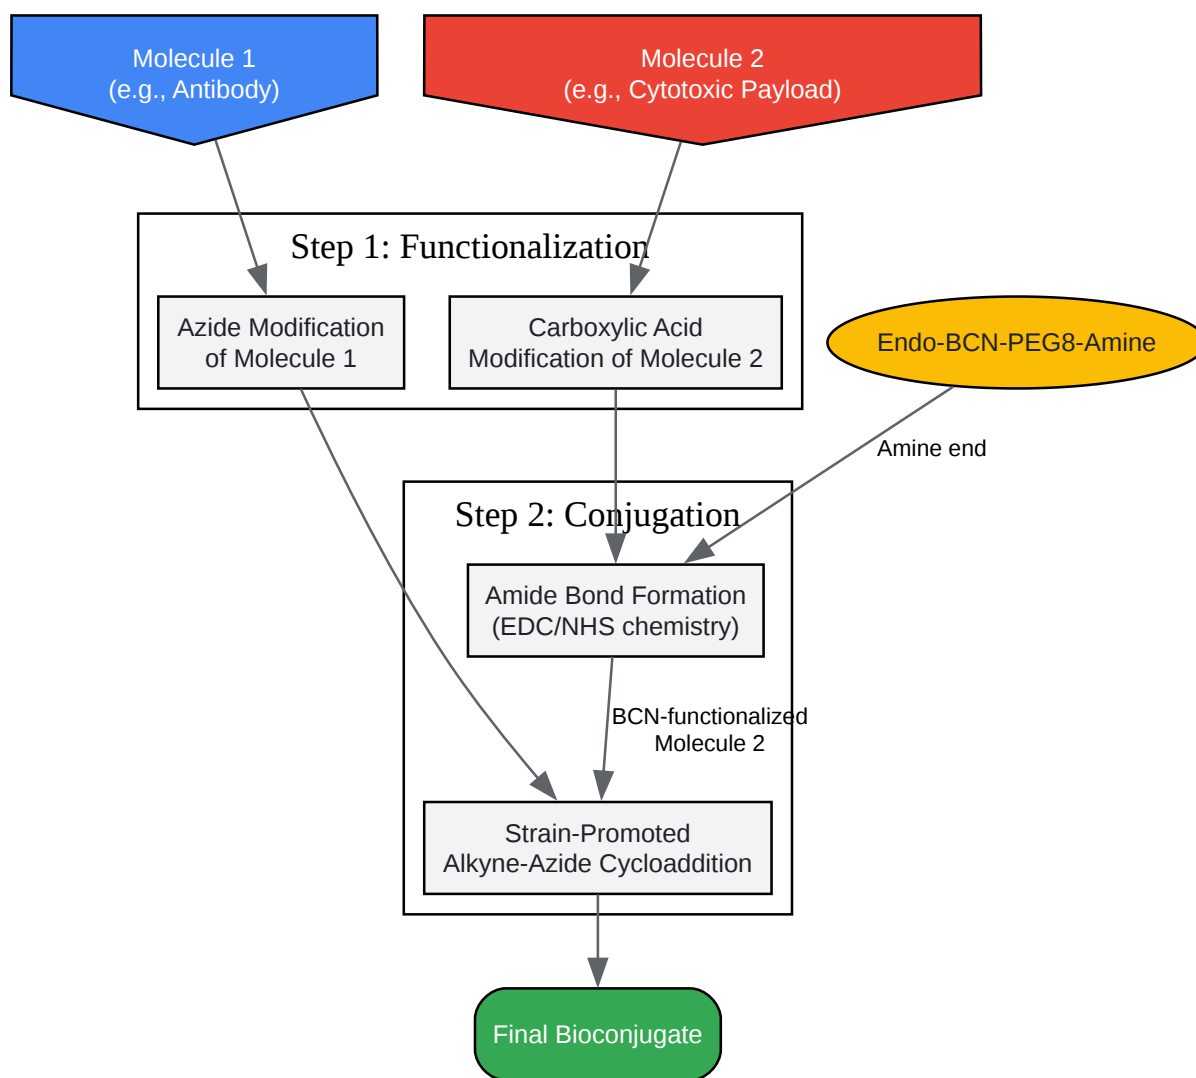 Molecule 1
(e.g., Antibody)
Molecule 2
(e.g., Cytotoxic Payload)
Step 1: Functionalization
Azide Modification
of Molecule 1
Carboxylic Acid
Modification of Molecule 2
Endo-BCN-PEG8-Amine
Amine end
Step 2: Conjugation
Amide Bond Formation
(EDC/NHS chemistry)
BCN-functionalized
Molecule 2
Strain-Promoted
Alkyne-Azide Cycloaddition
Final Bioconjugate